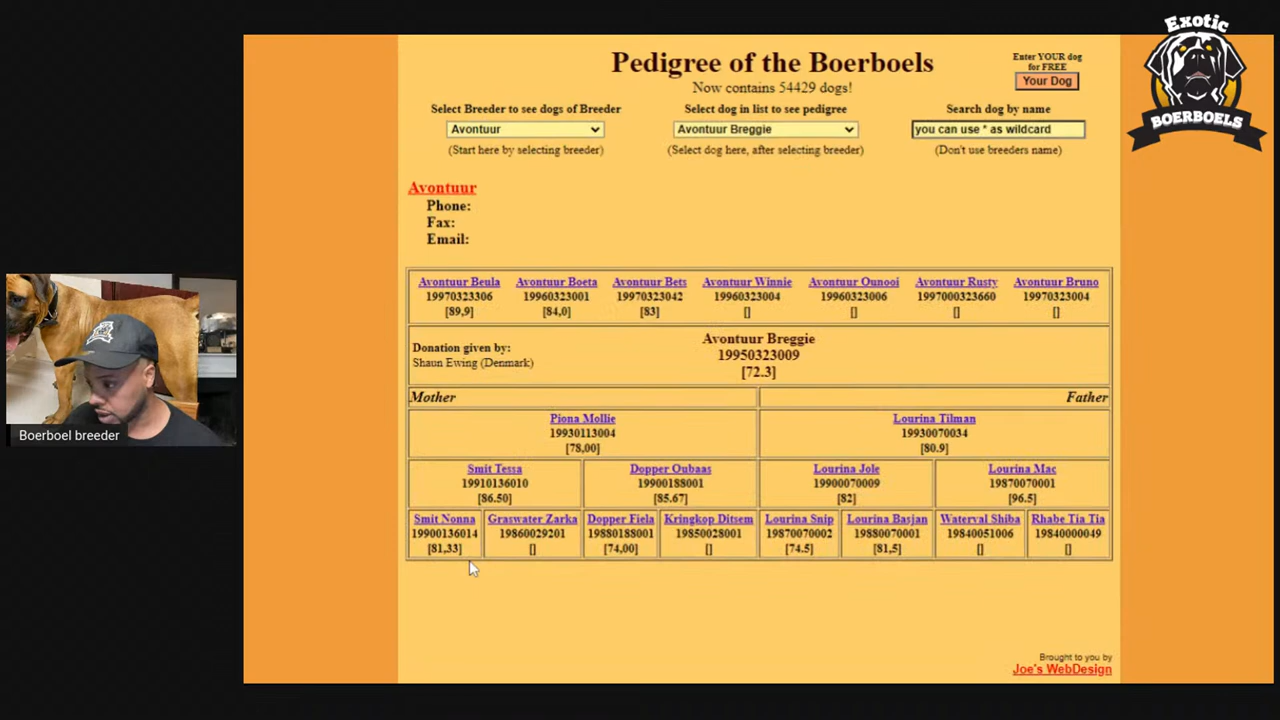 Exotic
BOERBOELS
Pedigree of the Boerboels
Now contains 54429 dogs!
Enter YOUR dog
for FREE
Your Dog
Select Breeder to see dogs of Breeder
Select dog in list to see pedigree
Search dog by name
Avontuur
Avontuur Breggie
you can use * as wildcard
(Start here by selecting breeder)
(Select dog here, after selecting breeder)
(Don't use breeders name)
Avontuur
Phone:
Fax:
Email:
Avontuur Beula Avontuur Boeta Avontuur Bets Avontuur Winnie Avontuur Ounooi Avontuur Rusty Avontuur Bruno
19970323306 19960323001 19970323042 19960323004 19960323006 1997000323660 19970323004
[89,9] [84,0] [83] [] [] [] []
Donation given by:
Shaun Ewing (Denmark)
Avontuur Breggie
19950323009
[72.3]
Mother Father
Piona Mollie Lourina Tilman
19930113004 19930070034
[78,00] [80.9]
Smit Tessa Dopper Oubaas Lourina Jole Lourina Mac
19910136010 19900188001 19900070009 19870070001
[86.50] [85.67] [82] [96.5]
Smit Nonna Graswater Zarka Dopper Fiela Kringkop Ditsem Lourina Snip Lourina Basjan Waterval Shiba Rhabe Tia Tia
19900136014 19860029201 19880188001 19850028001 19870070002 19880070001 19840051006 19840000049
[81,33] [] [74,00] [] [74.5] [81,5] [] []
Boerboel breeder
Brought to you by
Joe's WebDesign